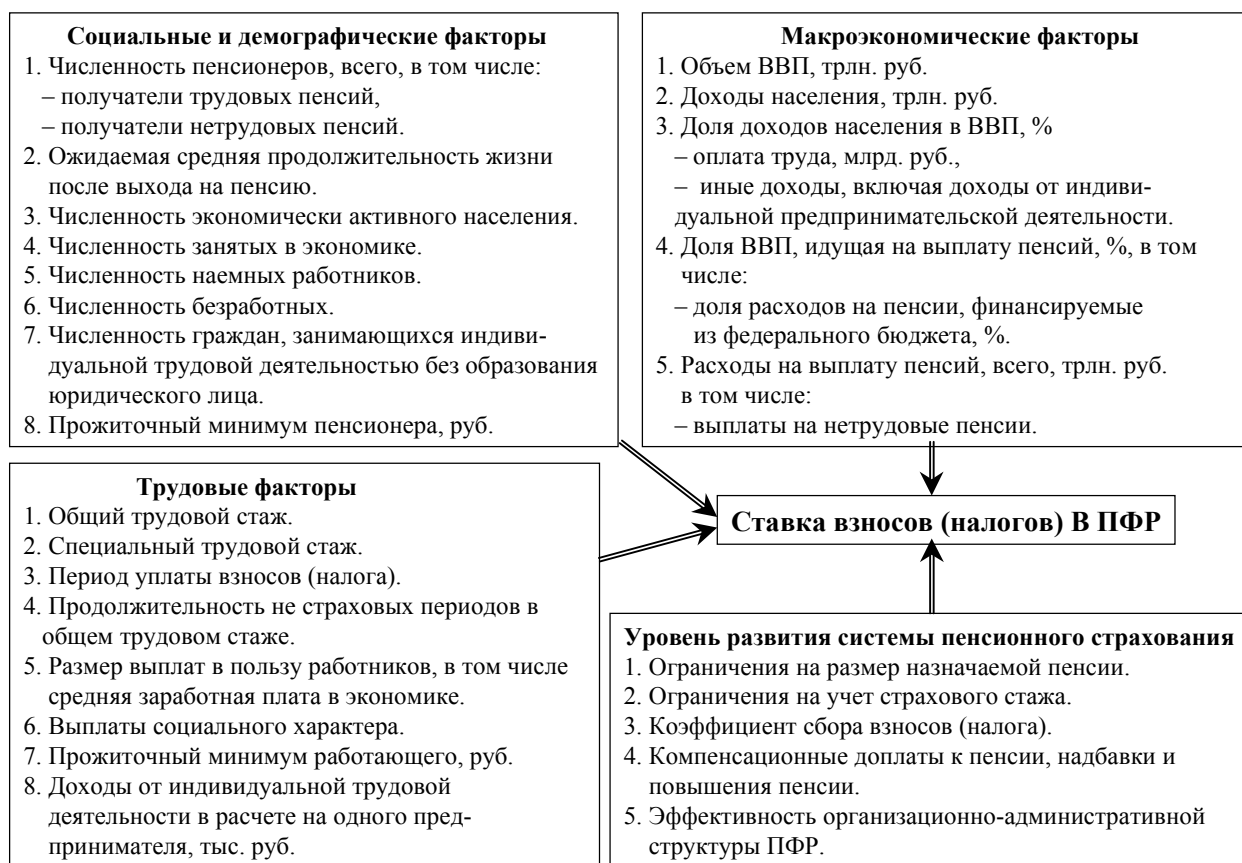 Социальные и демографические факторы
1. Численность пенсионеров, всего, в том числе:
– получатели трудовых пенсий,
– получатели нетрудовых пенсий.
2. Ожидаемая средняя продолжительность жизни
после выхода на пенсию.
3. Численность экономически активного населения.
4. Численность занятых в экономике.
5. Численность наемных работников.
6. Численность безработных.
7. Численность граждан, занимающихся индиви-
дуальной трудовой деятельностью без образования
юридического лица.
8. Прожиточный минимум пенсионера, руб.
Макроэкономические факторы
1. Объем ВВП, трлн. руб.
2. Доходы населения, трлн. руб.
3. Доля доходов населения в ВВП, %
– оплата труда, млрд. руб.,
– иные доходы, включая доходы от индиви-
дуальной предпринимательской деятельности.
4. Доля ВВП, идущая на выплату пенсий, %, в том
числе:
– доля расходов на пенсии, финансируемые
из федерального бюджета, %.
5. Расходы на выплату пенсий, всего, трлн. руб.
в том числе:
– выплаты на нетрудовые пенсии.
Трудовые факторы
1. Общий трудовой стаж.
2. Специальный трудовой стаж.
3. Период уплаты взносов (налога).
4. Продолжительность не страховых периодов в
общем трудовом стаже.
5. Размер выплат в пользу работников, в том числе
средняя заработная плата в экономике.
6. Выплаты социального характера.
7. Прожиточный минимум работающего, руб.
8. Доходы от индивидуальной трудовой
деятельности в расчете на одного пред-
принимателя, тыс. руб.
Ставка взносов (налогов) В ПФР
Уровень развития системы пенсионного страхования
1. Ограничения на размер назначаемой пенсии.
2. Ограничения на учет страхового стажа.
3. Коэффициент сбора взносов (налога).
4. Компенсационные доплаты к пенсии, надбавки и
повышения пенсии.
5. Эффективность организационно-административной
структуры ПФР.